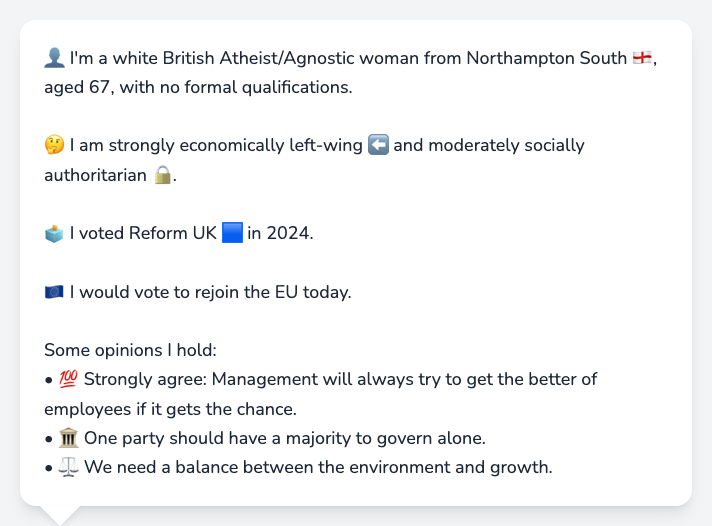 👤 I'm a white British Atheist/Agnostic woman from Northampton South 🏴󠁧󠁢󠁥󠁮󠁧󠁿,
aged 67, with no formal qualifications.
🤔 I am strongly economically left-wing ⬅️ and moderately socially
authoritarian 🔒.
🗳️ I voted Reform UK 🟦 in 2024.
🇪🇺 I would vote to rejoin the EU today.
Some opinions I hold:
• 💯 Strongly agree: Management will always try to get the better of
employees if it gets the chance.
• 🏛️ One party should have a majority to govern alone.
• ⚖️ We need a balance between the environment and growth.